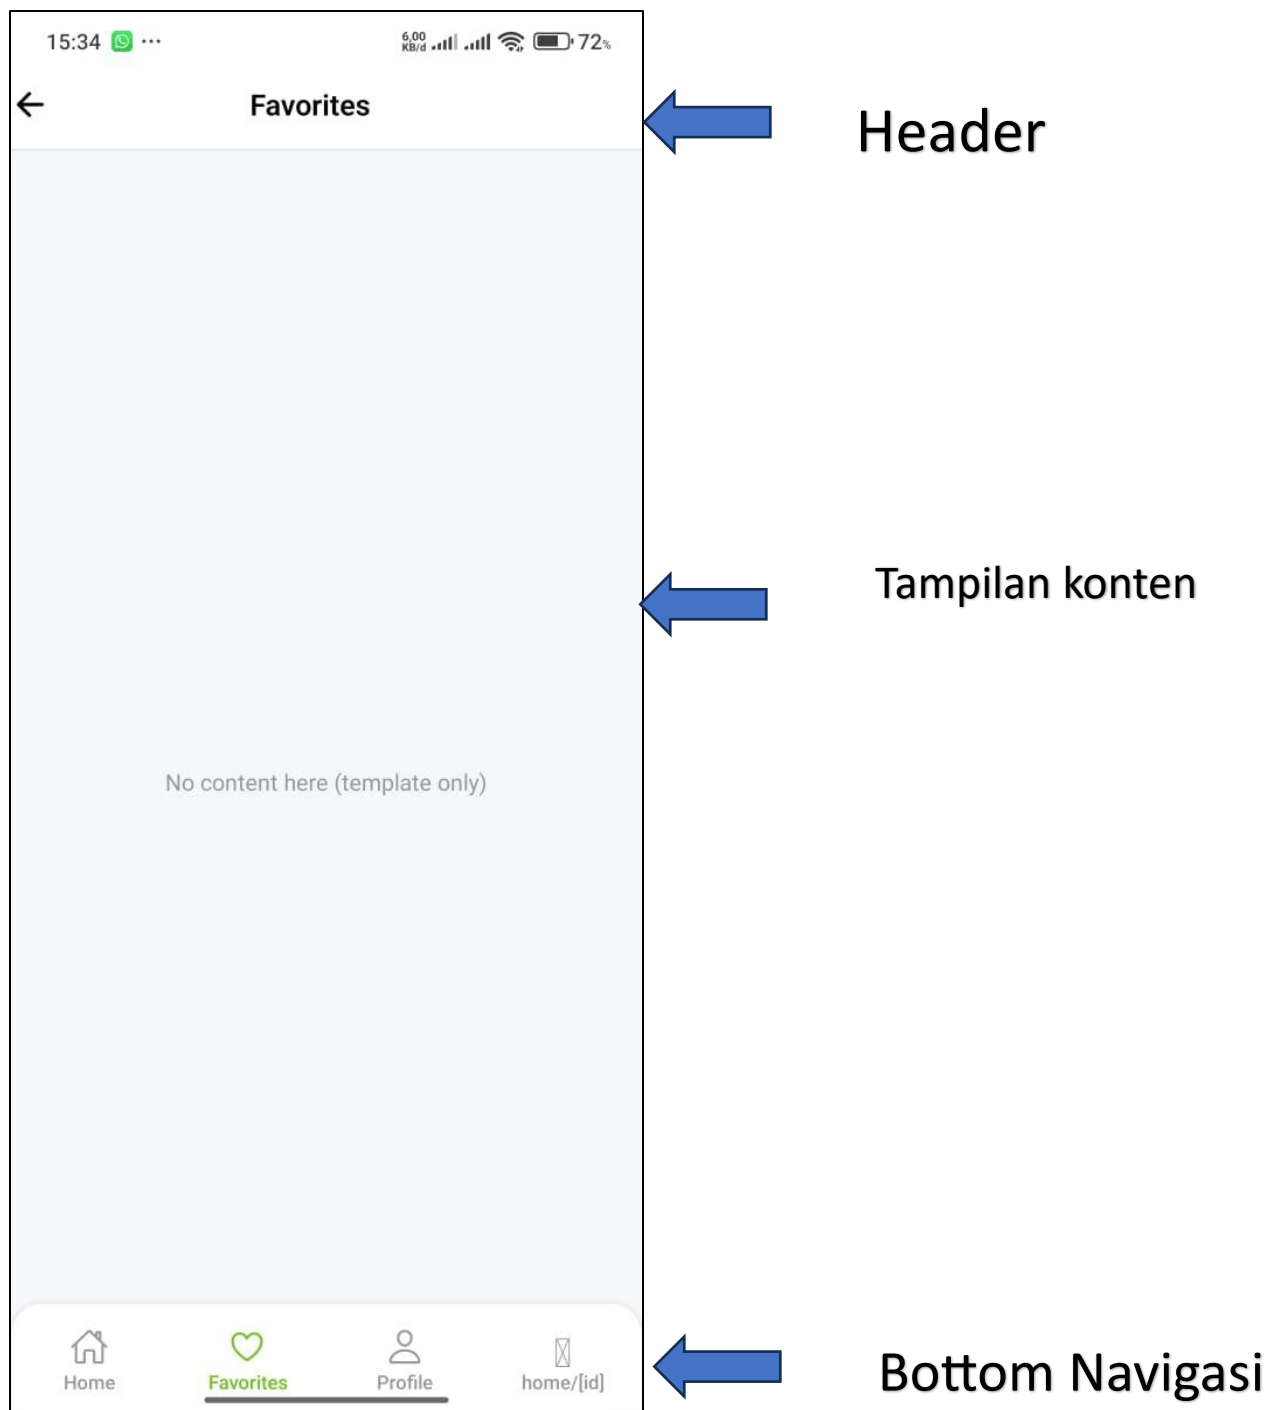 15:34 ... 6,00 KB/d 72%
Favorites
Header
Tampilan konten
No content here (template only)
Home Favorites Profile home/[id]
Bottom Navigasi